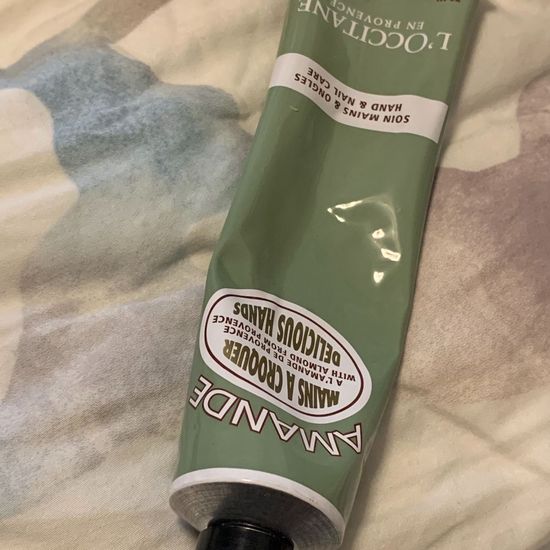 AMANDE
MAINS A CROQUER
A L'AMANDE DE PROVENCE
WITH ALMOND FROM PROVENCE
DELICIOUS HANDS
SOIN MAINS & ONGLES
HAND & NAIL CARE
L'OCCITANE
EN PROVENCE